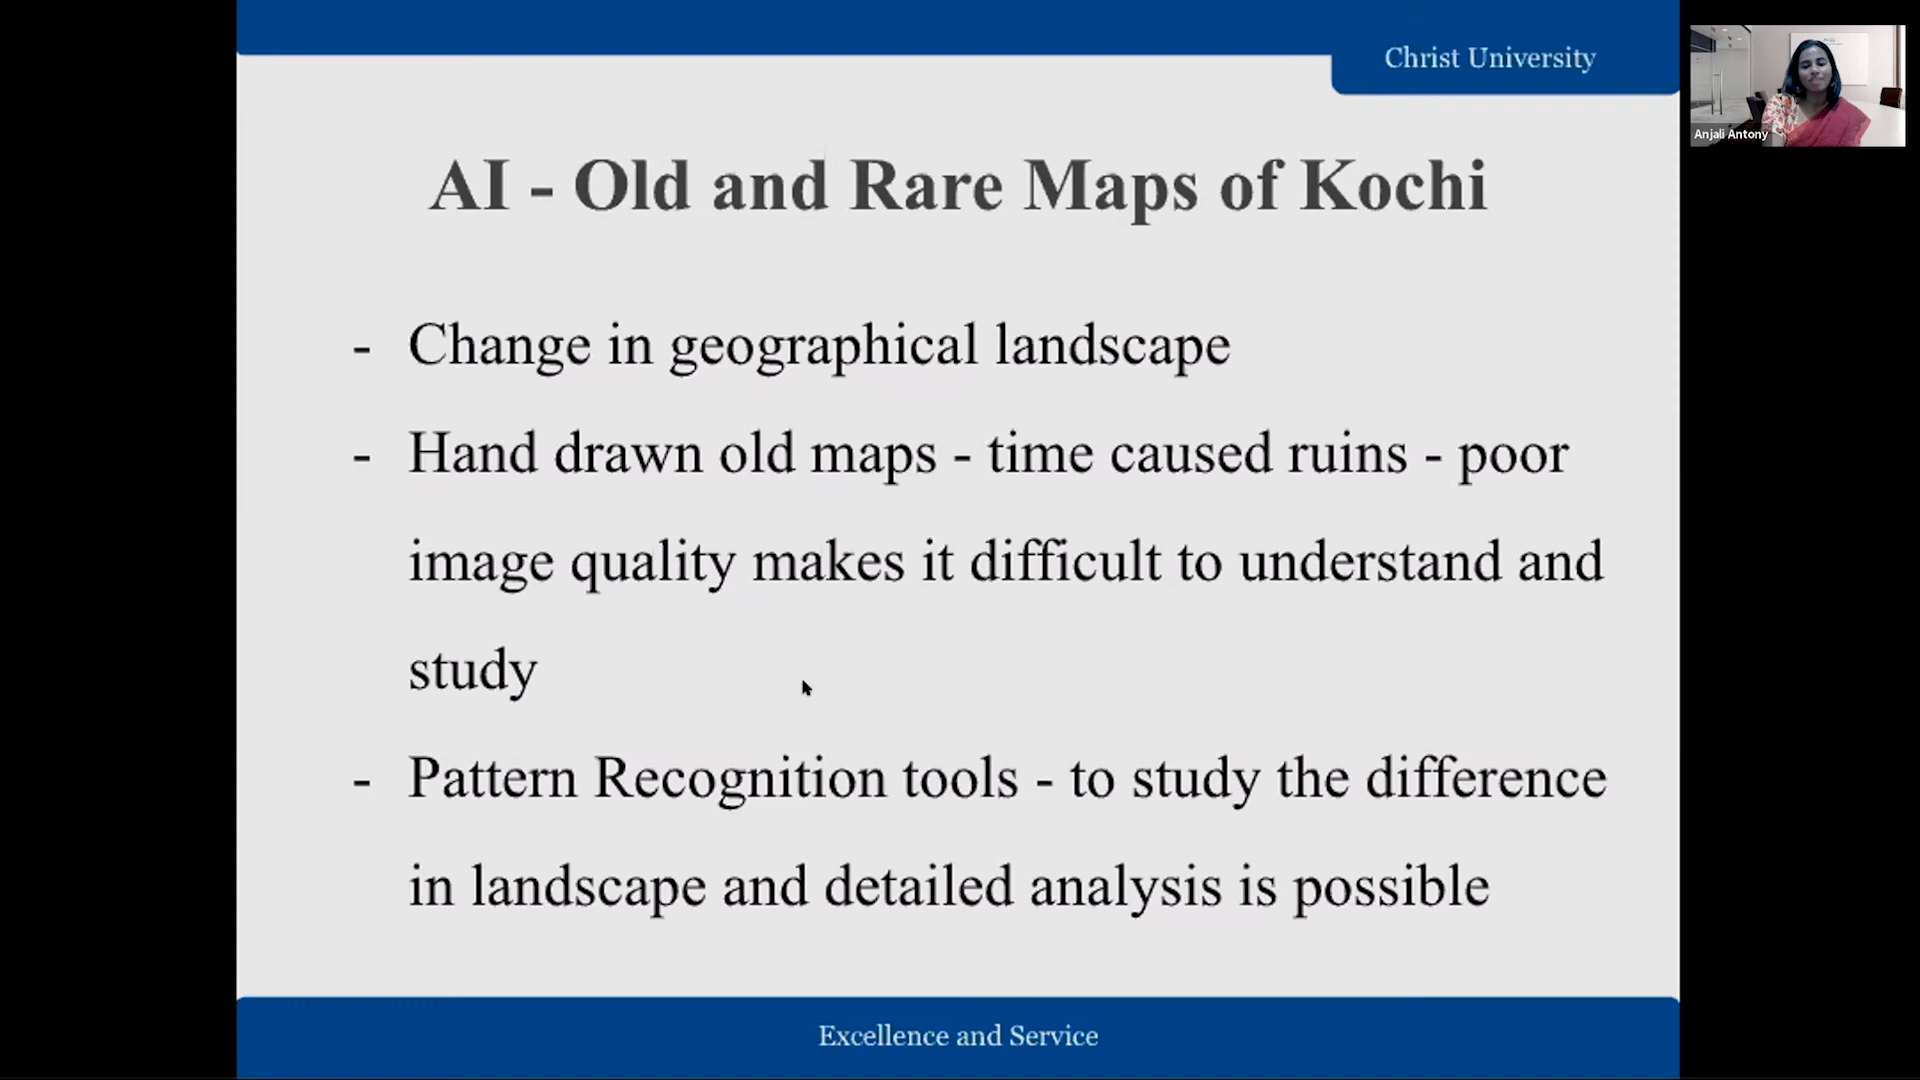 Christ University
Anjali Antony
AI - Old and Rare Maps of Kochi
- Change in geographical landscape
- Hand drawn old maps - time caused ruins - poor
image quality makes it difficult to understand and
study
- Pattern Recognition tools - to study the difference
in landscape and detailed analysis is possible
Excellence and Service